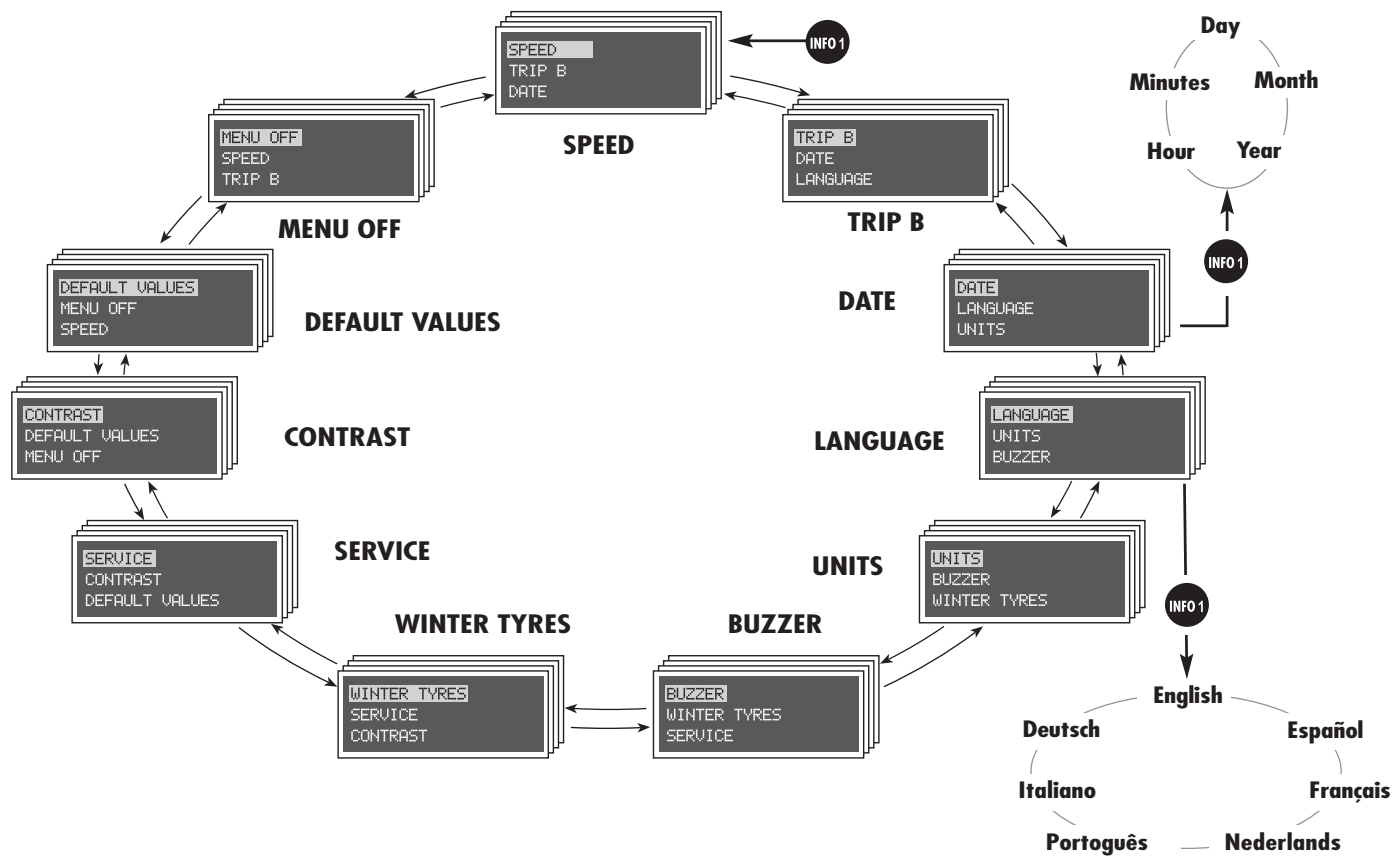 SPEED
TRIP B
DATE
INFO 1
SPEED
MENU OFF
SPEED
TRIP B
MENU OFF
TRIP B
DATE
LANGUAGE
TRIP B
Day
Minutes
Month
Hour
Year
INFO 1
DEFAULT VALUES
MENU OFF
SPEED
DEFAULT VALUES
DATE
LANGUAGE
UNITS
DATE
CONTRAST
DEFAULT VALUES
MENU OFF
CONTRAST
LANGUAGE
UNITS
BUZZER
LANGUAGE
SERVICE
CONTRAST
DEFAULT VALUES
SERVICE
UNITS
BUZZER
WINTER TYRES
UNITS
INFO 1
WINTER TYRES
WINTER TYRES
SERVICE
CONTRAST
BUZZER
BUZZER
WINTER TYRES
SERVICE
English
Deutsch
Español
Italiano
Français
Portoguês
Nederlands